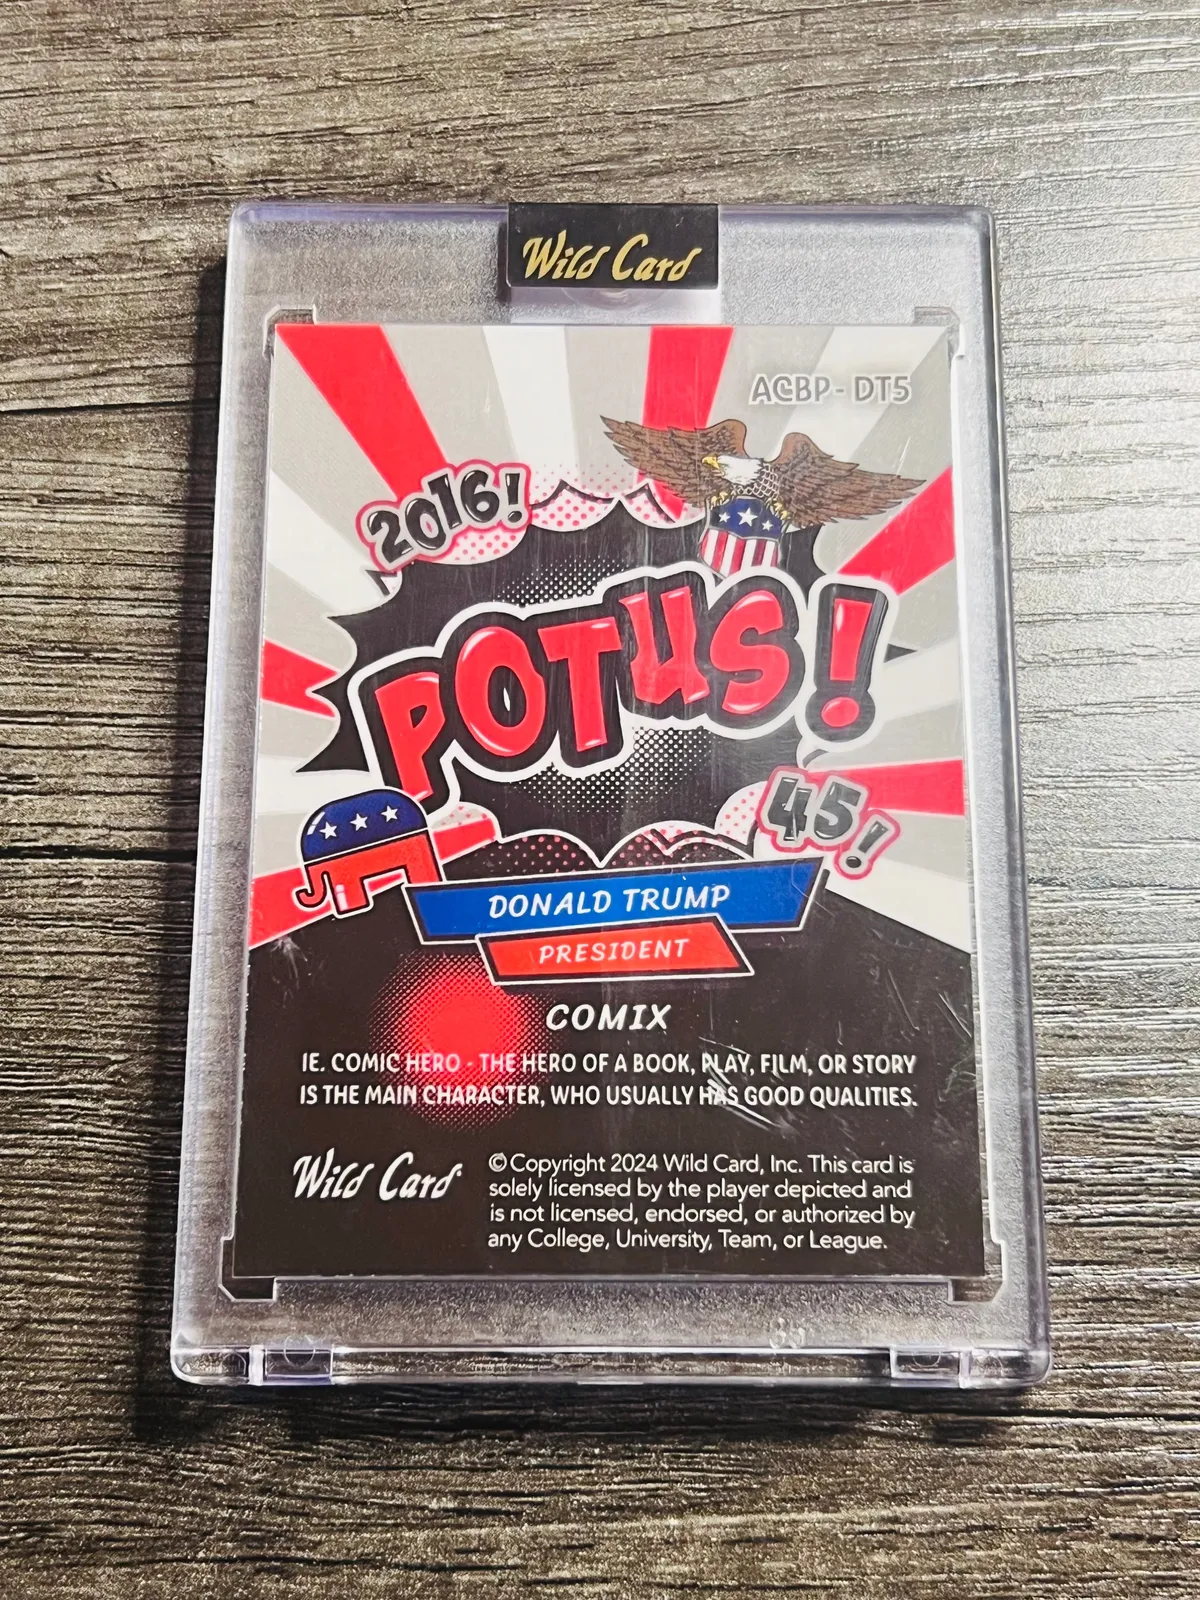 Wild Card
ACBP - DT5
2016!
POTUS!
45!
DONALD TRUMP
PRESIDENT
COMIX
IE. COMIC HERO - THE HERO OF A BOOK, PLAY, FILM, OR STORY
IS THE MAIN CHARACTER, WHO USUALLY HAS GOOD QUALITIES.
Wild Card
© Copyright 2024 Wild Card, Inc. This card is
solely licensed by the player depicted and
is not licensed, endorsed, or authorized by
any College, University, Team, or League.